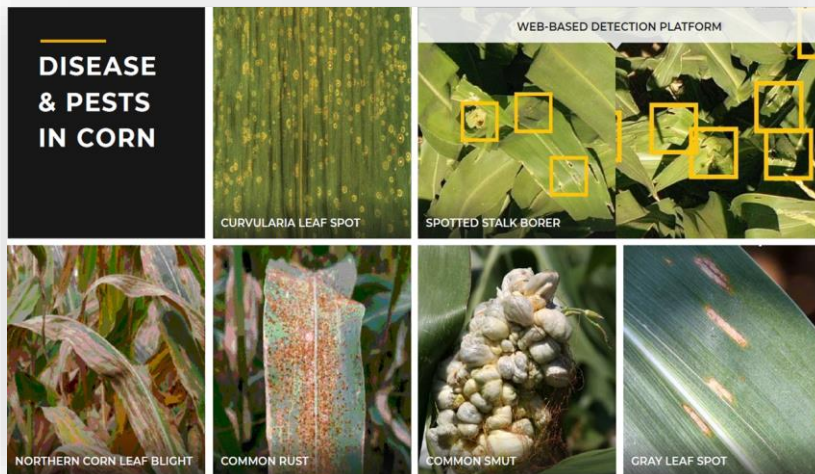 DISEASE
& PESTS
IN CORN
CURVULARIA LEAF SPOT
WEB-BASED DETECTION PLATFORM
SPOTTED STALK BORER
NORTHERN CORN LEAF BLIGHT
COMMON RUST
COMMON SMUT
GRAY LEAF SPOT